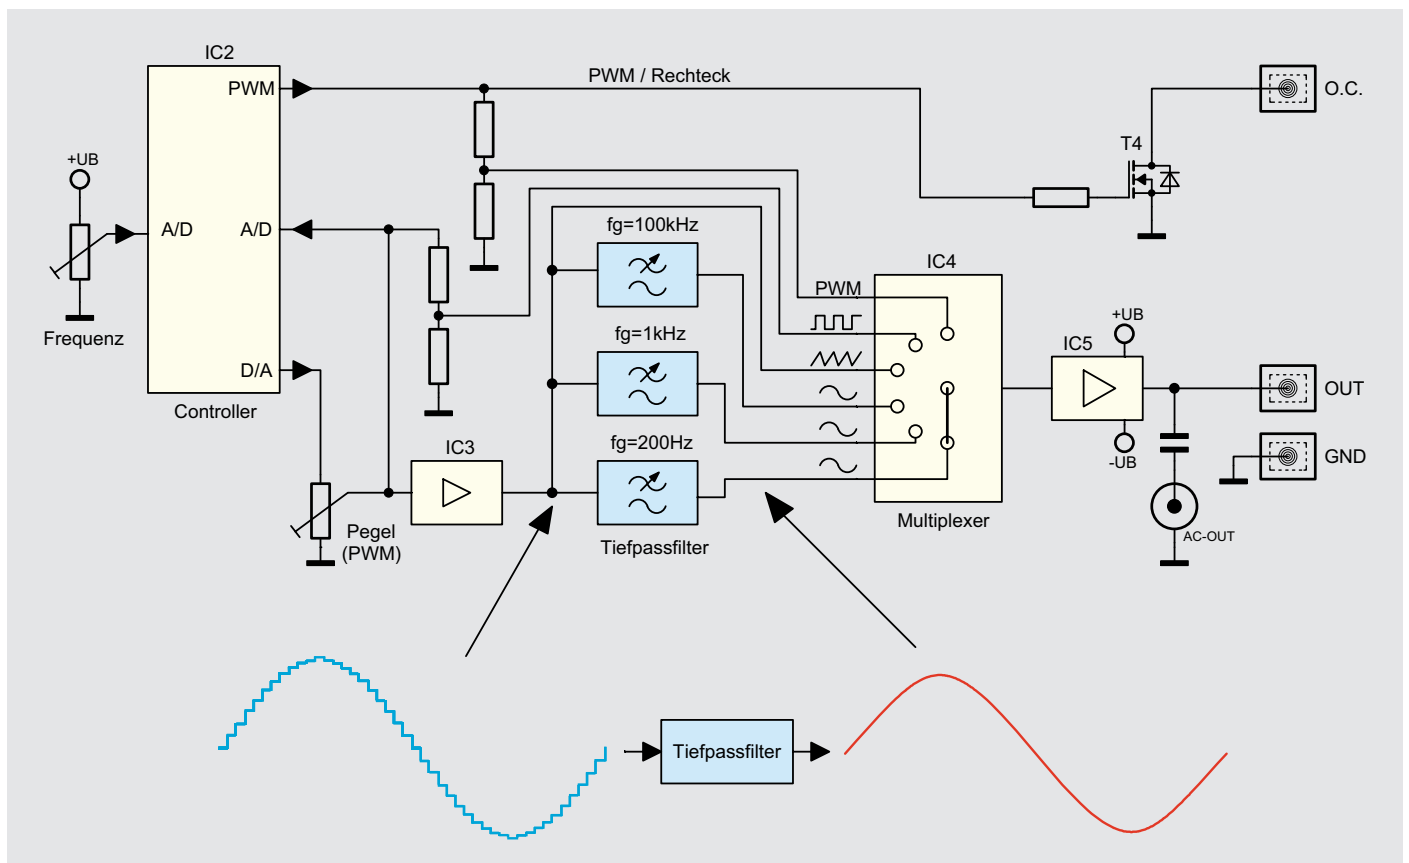 IC2
PWM
PWM / Rechteck
O.C.
T4
+UB
A/D
A/D
fg=100kHz
IC4
PWM
+UB
Frequenz
fg=1kHz
IC5
D/A
OUT
Controller
fg=200Hz
IC3
-UB
GND
Pegel
(PWM)
Tiefpassfilter
Multiplexer
AC-OUT
Tiefpassfilter